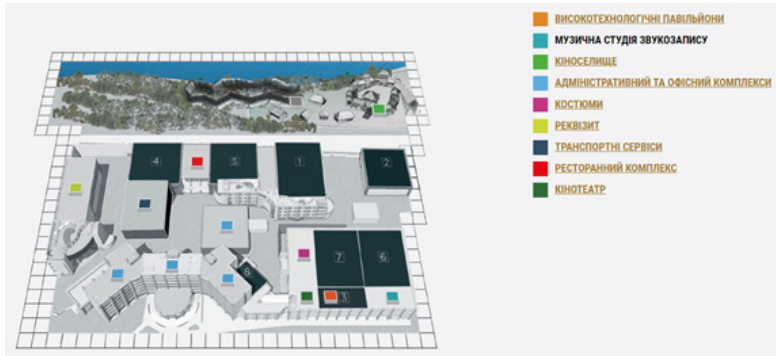 ВИСОКОТЕХНОЛОГІЧНІ ПАВІЛЬЙОНИ
МУЗИЧНА СТУДІЯ ЗВУКОЗАПИСУ
КІНОСЕЛИЩЕ
АДМІНІСТРАТИВНИЙ ТА ОФІСНИЙ КОМПЛЕКСИ
КОСТЮМИ
РЕКВІЗИТ
ТРАНСПОРТНІ СЕРВІСИ
РЕСТОРАННИЙ КОМПЛЕКС
КІНОТЕАТР
4
5
1
2
7
6
8
3